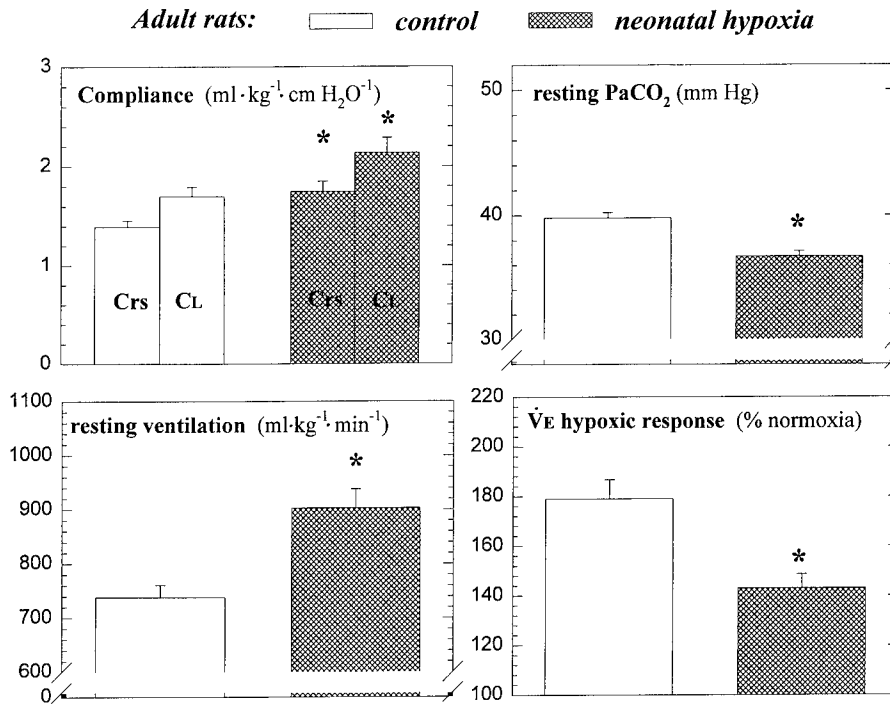 Adult rats: control neonatal hypoxia
Compliance (ml·kg⁻¹·cm H₂O⁻¹)
3
2
1
0
*
*
Crs
CL
Crs
CL
resting PaCO₂ (mm Hg)
50
40
30
*
resting ventilation (ml·kg⁻¹·min⁻¹)
1100
1000
900
800
700
600
0
*
V̇E hypoxic response (% normoxia)
220
200
180
160
140
120
100
*